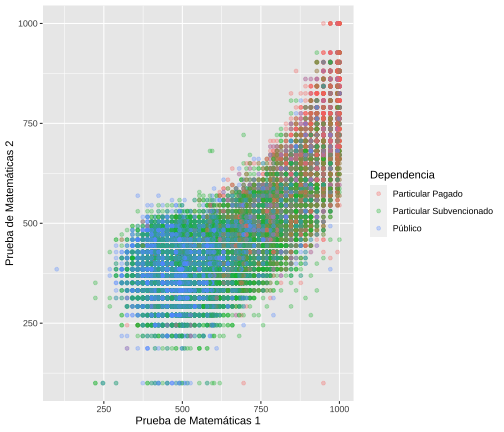 1000
750
500
250
Prueba de Matemáticas 2
250
500
750
1000
Prueba de Matemáticas 1
Dependencia
Particular Pagado
Particular Subvencionado
Público